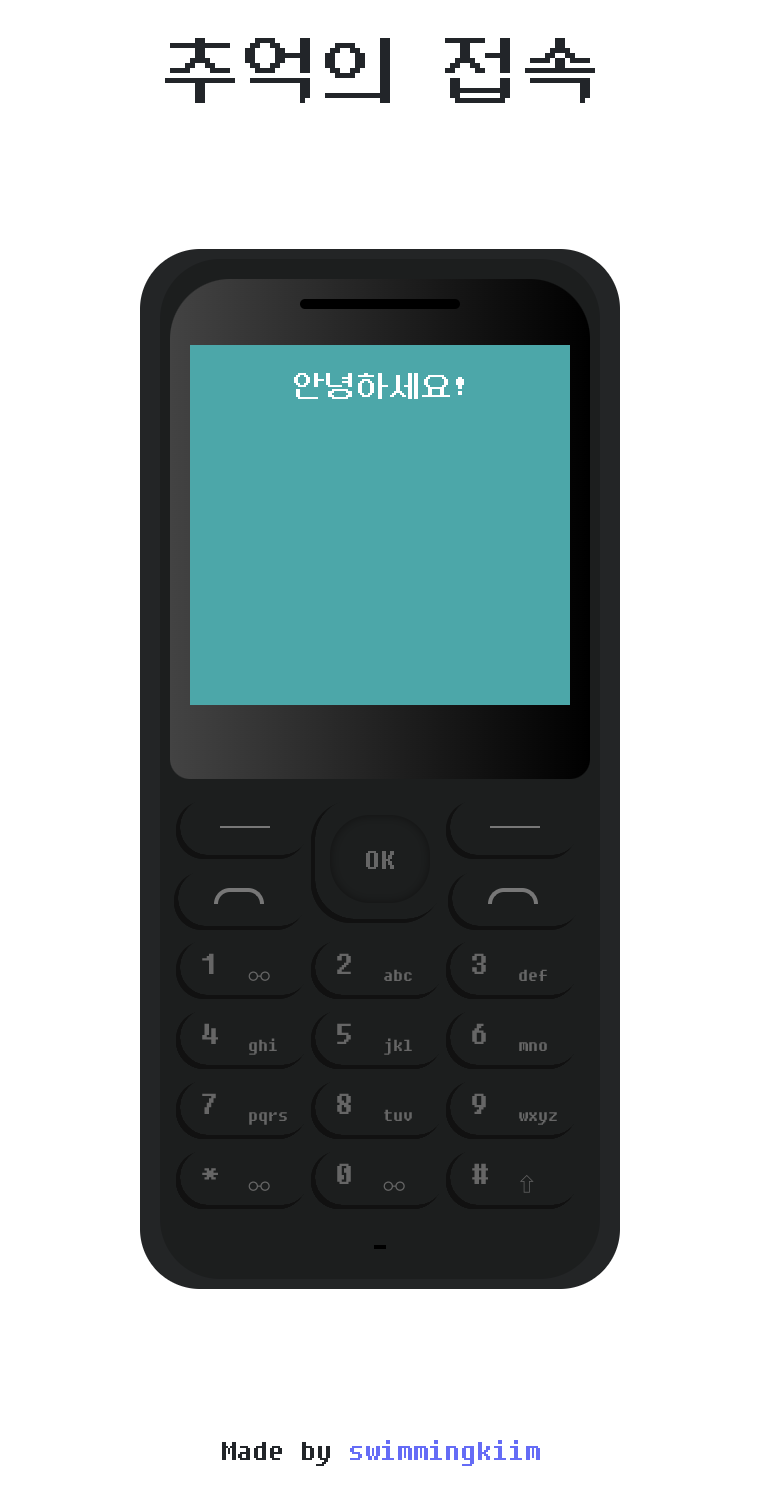 추억의 접속
안녕하세요!
OK
1 ∞ 2 abc 3 def
4 ghi 5 jkl 6 mno
7 pqrs 8 tuv 9 wxyz
* ∞ 0 ∞ # ⇧
Made by swimmingkiim